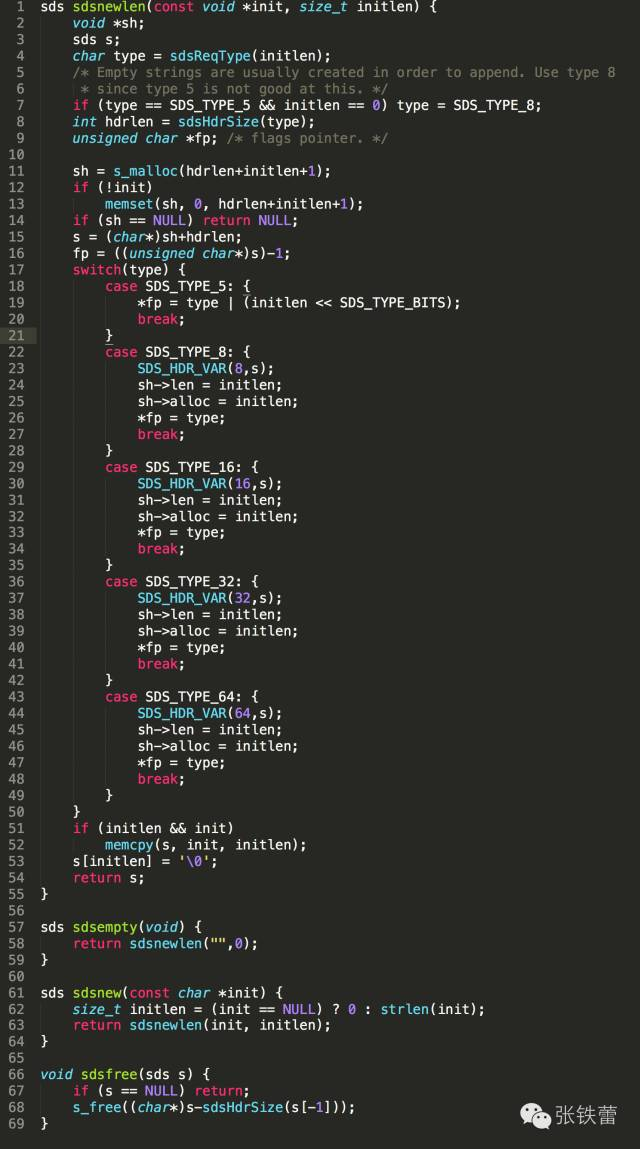 1 sds sdsnewlen(const void *init, size_t initlen) {
2     void *sh;
3     sds s;
4     char type = sdsReqType(initlen);
5     /* Empty strings are usually created in order to append. Use type 8
6      * since type 5 is not good at this. */
7     if (type == SDS_TYPE_5 && initlen == 0) type = SDS_TYPE_8;
8     int hdrlen = sdsHdrSize(type);
9     unsigned char *fp; /* flags pointer. */
10
11     sh = s_malloc(hdrlen+initlen+1);
12     if (!init)
13         memset(sh, 0, hdrlen+initlen+1);
14     if (sh == NULL) return NULL;
15     s = (char*)sh+hdrlen;
16     fp = ((unsigned char*)s)-1;
17     switch(type) {
18         case SDS_TYPE_5: {
19             *fp = type | (initlen << SDS_TYPE_BITS);
20             break;
21         }
22         case SDS_TYPE_8: {
23             SDS_HDR_VAR(8,s);
24             sh->len = initlen;
25             sh->alloc = initlen;
26             *fp = type;
27             break;
28         }
29         case SDS_TYPE_16: {
30             SDS_HDR_VAR(16,s);
31             sh->len = initlen;
32             sh->alloc = initlen;
33             *fp = type;
34             break;
35         }
36         case SDS_TYPE_32: {
37             SDS_HDR_VAR(32,s);
38             sh->len = initlen;
39             sh->alloc = initlen;
40             *fp = type;
41             break;
42         }
43         case SDS_TYPE_64: {
44             SDS_HDR_VAR(64,s);
45             sh->len = initlen;
46             sh->alloc = initlen;
47             *fp = type;
48             break;
49         }
50     }
51     if (initlen && init)
52         memcpy(s, init, initlen);
53     s[initlen] = '\0';
54     return s;
55 }
56
57 sds sdsempty(void) {
58     return sdsnewlen("",0);
59 }
60
61 sds sdsnew(const char *init) {
62     size_t initlen = (init == NULL) ? 0 : strlen(init);
63     return sdsnewlen(init, initlen);
64 }
65
66 void sdsfree(sds s) {
67     if (s == NULL) return;
68     s_free((char*)s-sdsHdrSize(s[-1]));
69 }
张铁蕾